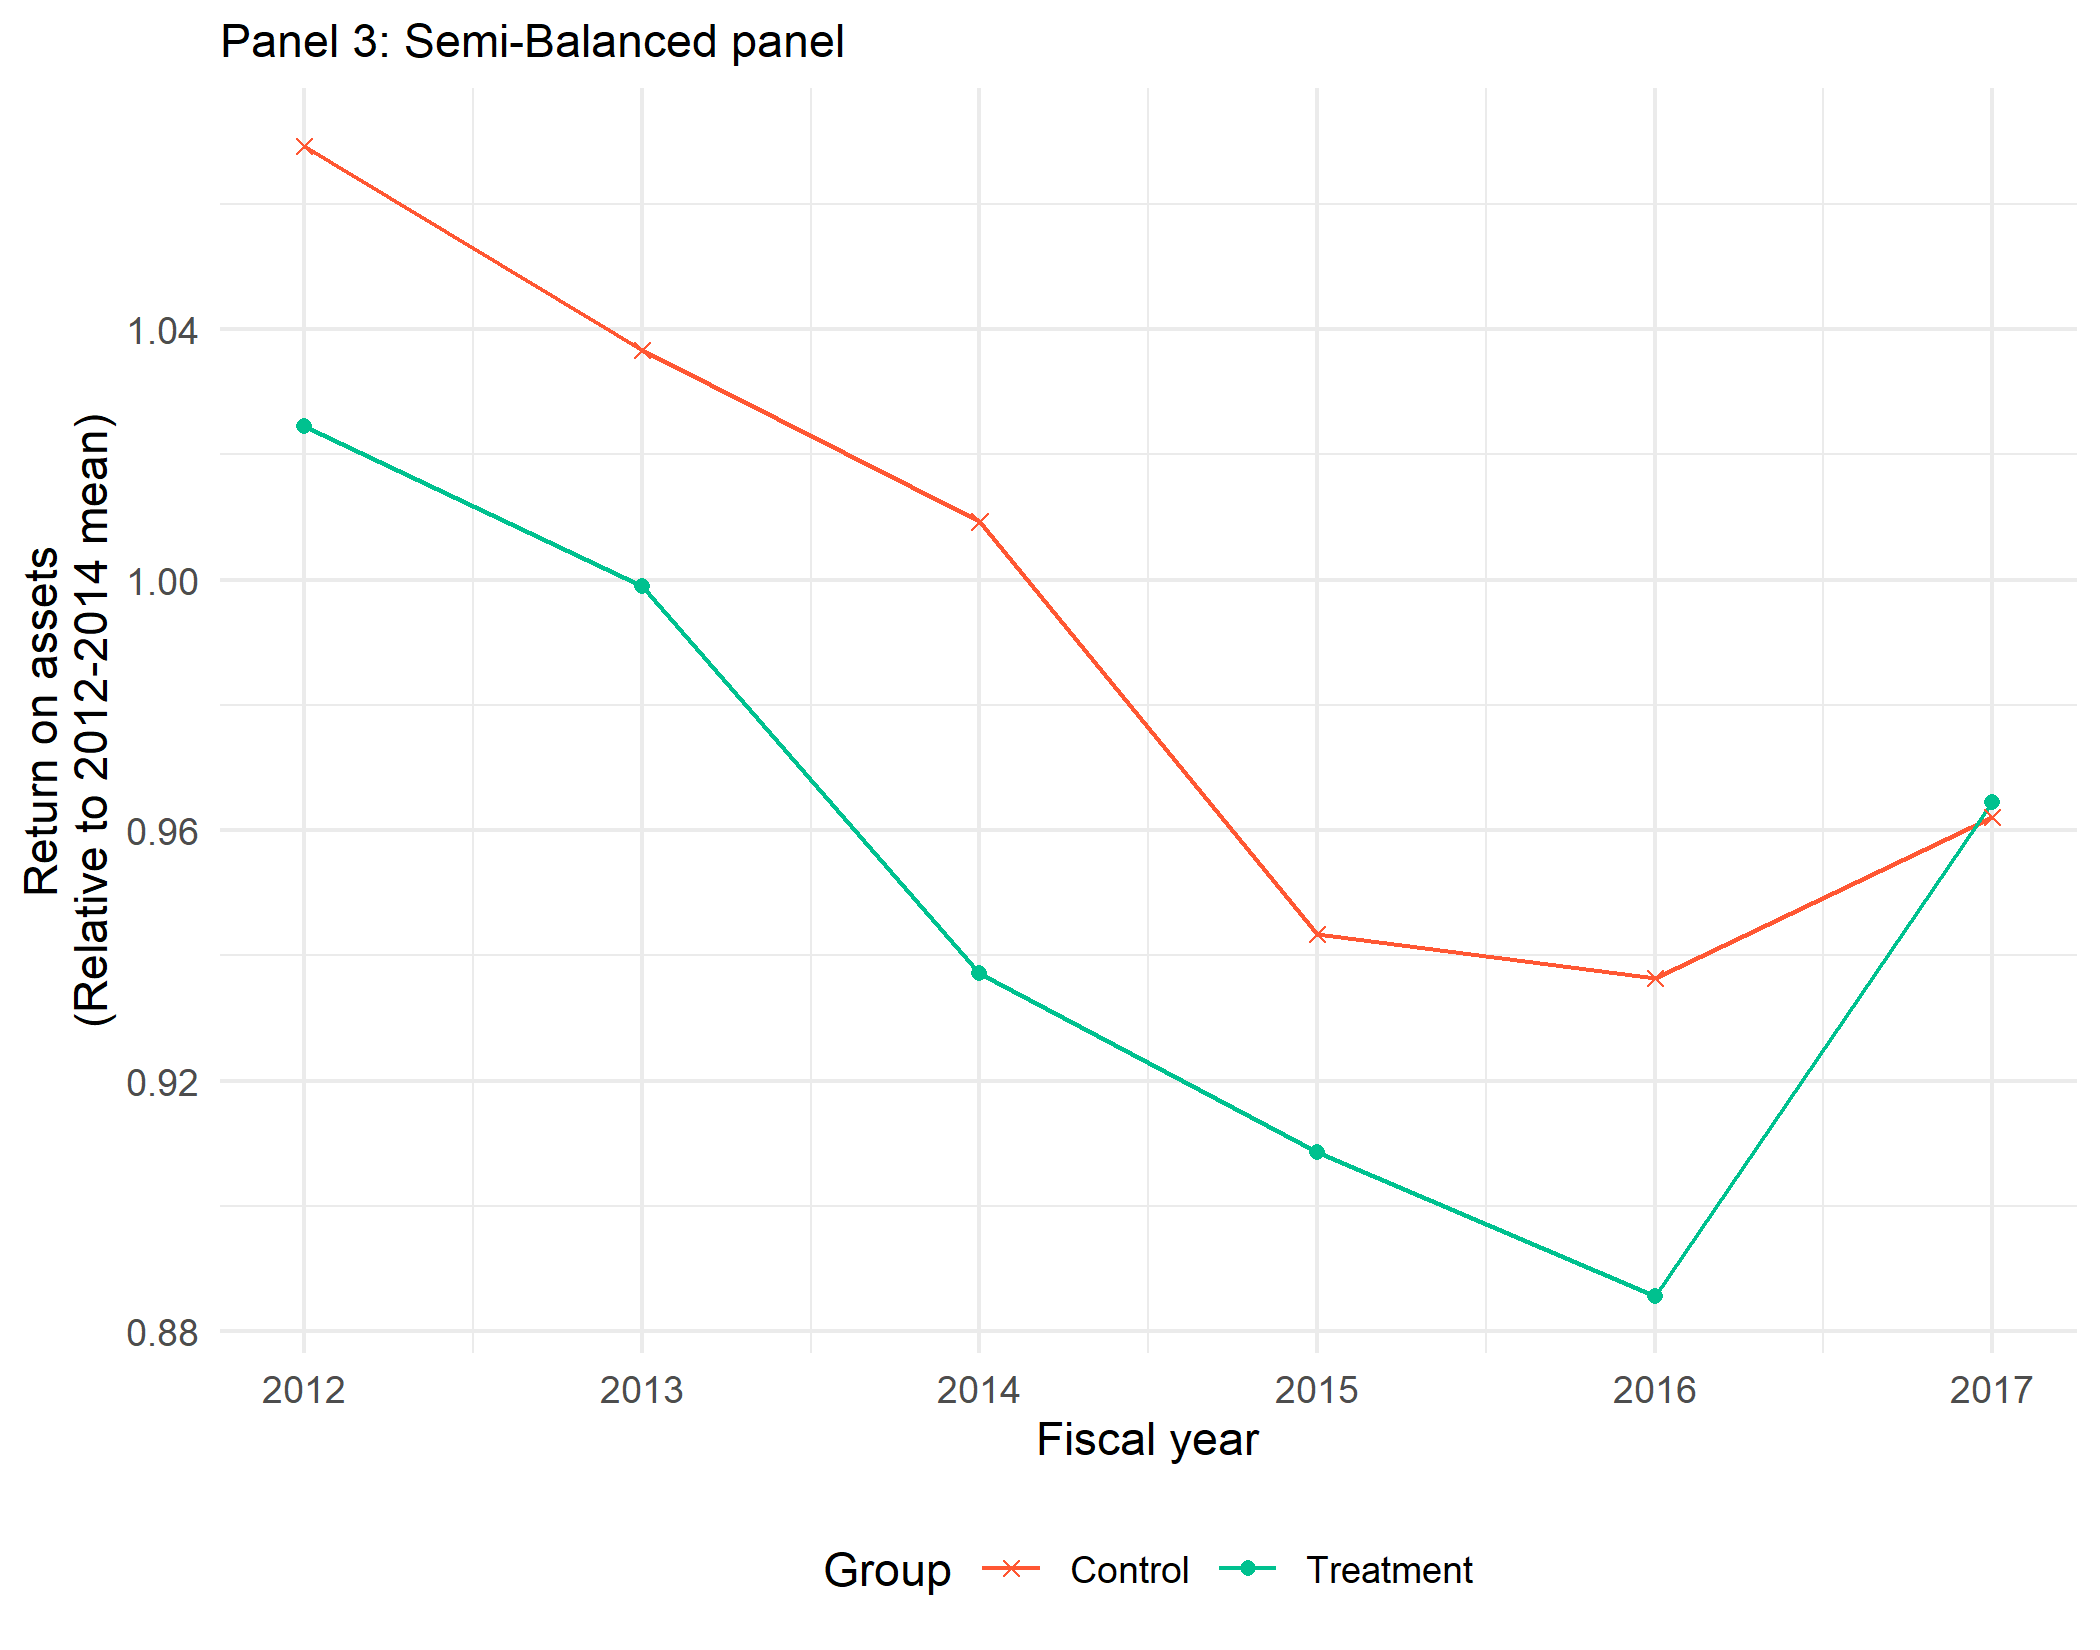 Panel 3: Semi-Balanced panel
Return on assets
(Relative to 2012-2014 mean)
1.04
1.00
0.96
0.92
0.88
2012 2013 2014 2015 2016 2017
Fiscal year
Group Control Treatment